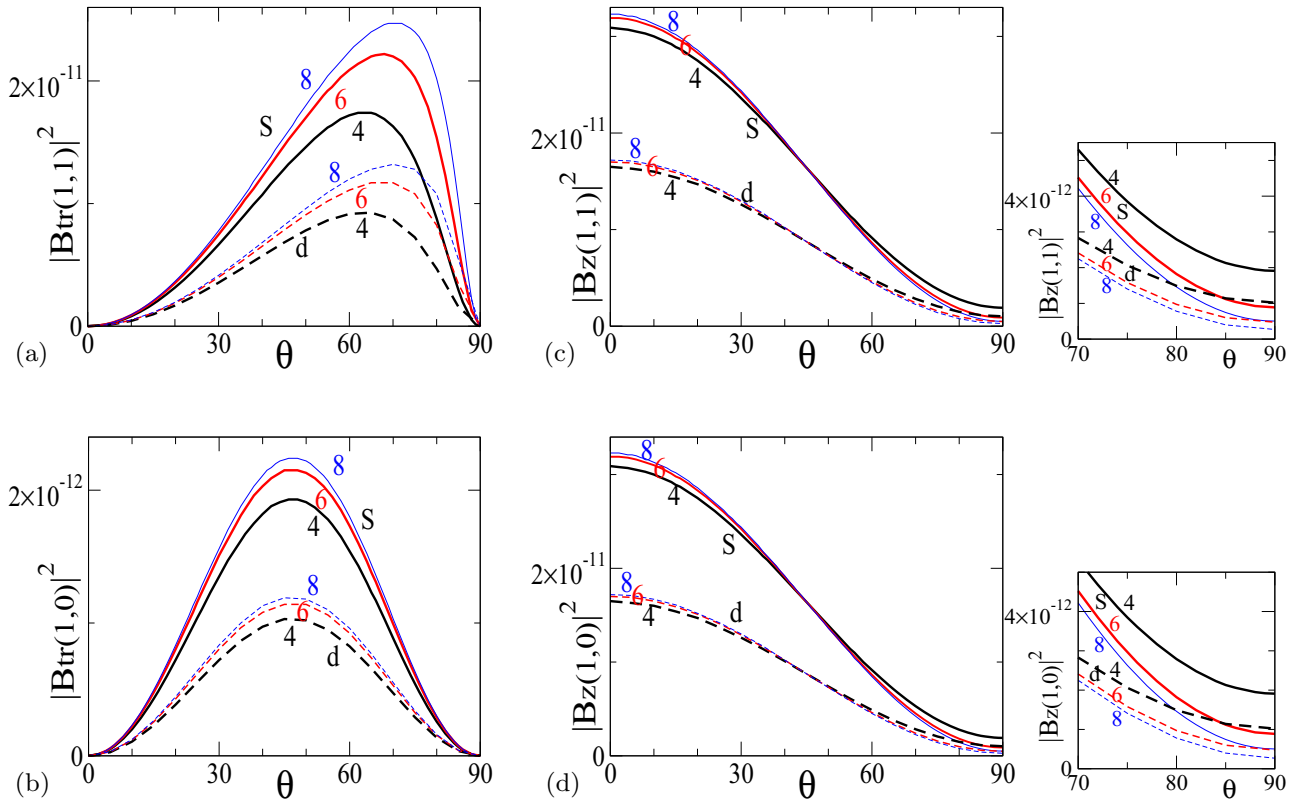 |Btr(1,1)|²
2×10⁻¹¹
0
8
6
S
4
8
6
d
4
0 30 60 90
θ
(a)
|Bz(1,1)|²
2×10⁻¹¹
0
8
6
4
S
8
6
4
d
0 30 60 90
θ
(c)
|Bz(1,1)|²
4×10⁻¹²
0
4
6
S
8
4
6
d
8
70 80 90
θ
|Btr(1,0)|²
2×10⁻¹²
0
8
6
S
4
8
6
4
d
0 30 60 90
θ
(b)
|Bz(1,0)|²
2×10⁻¹¹
0
8
6
4
S
8
6
4
d
0 30 60 90
θ
(d)
|Bz(1,0)|²
4×10⁻¹²
0
S
4
6
8
d
4
6
8
70 80 90
θ